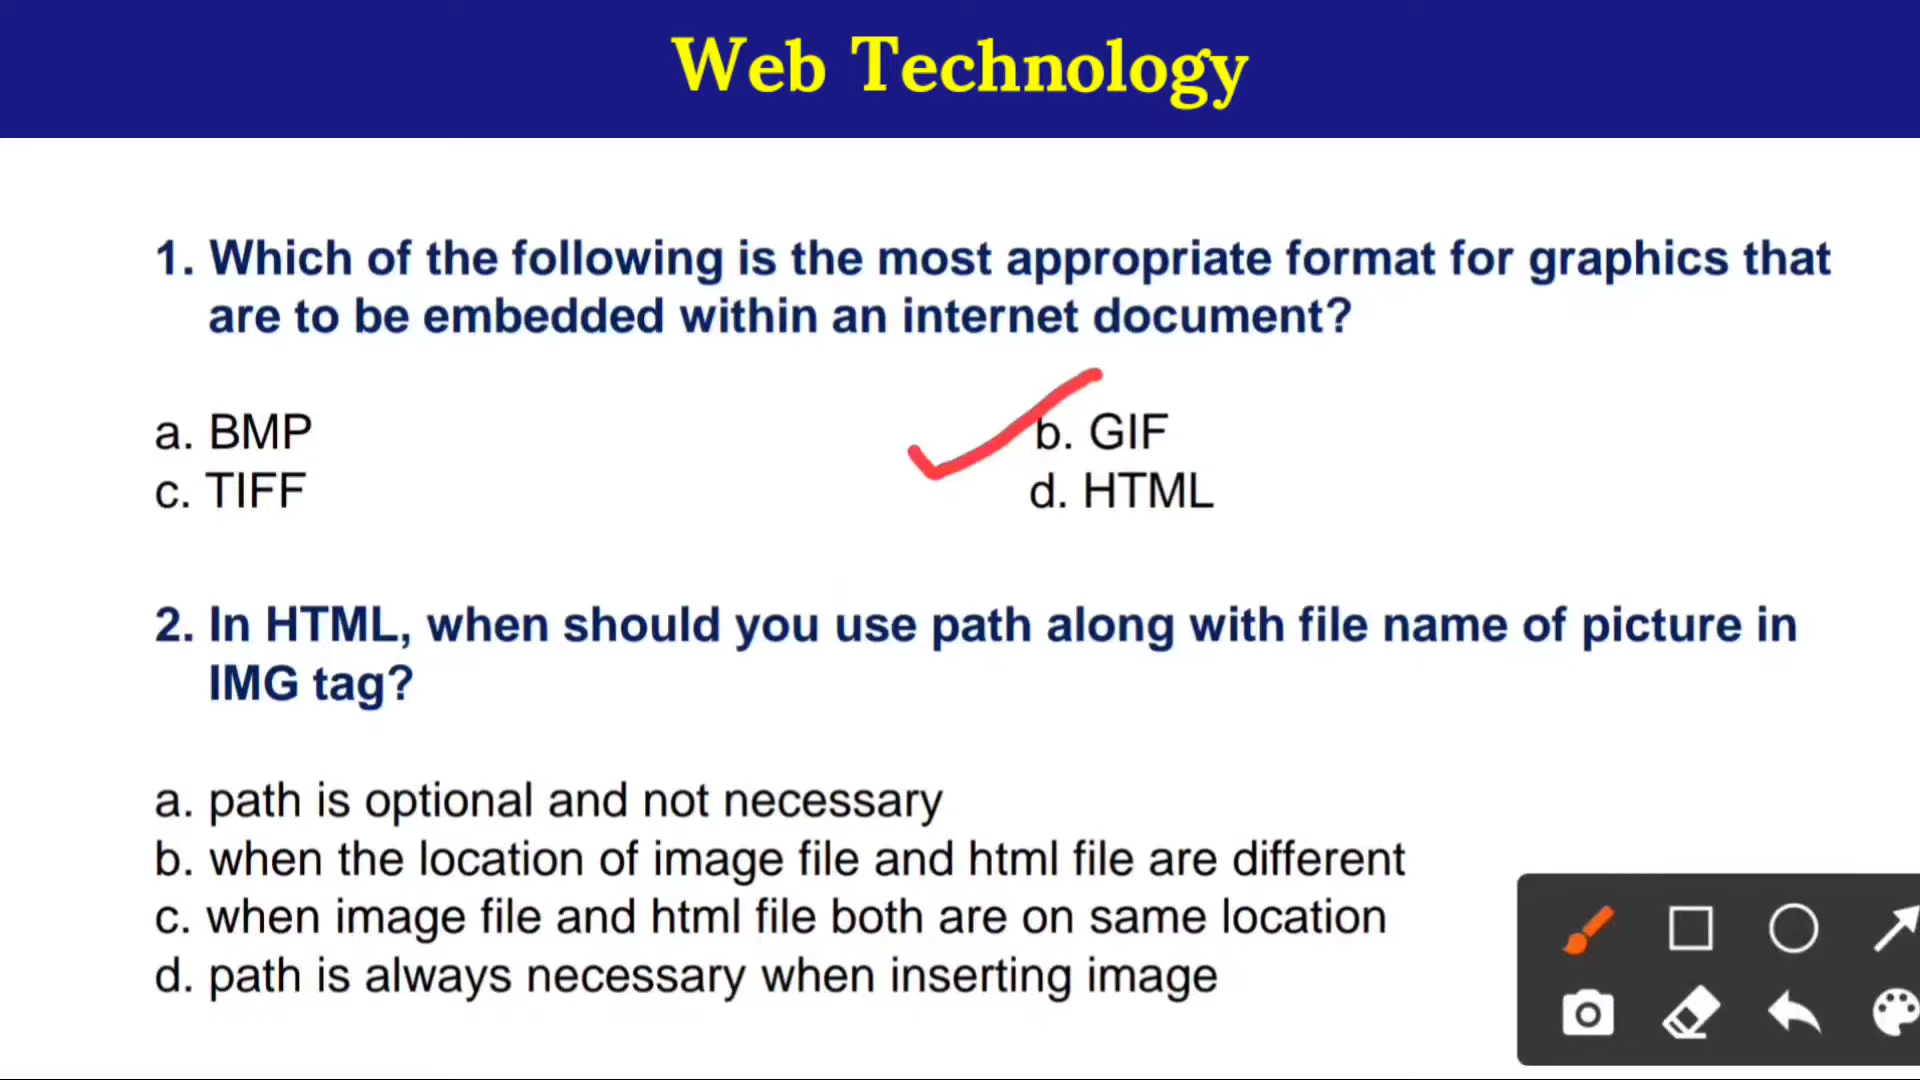 Web Technology
1. Which of the following is the most appropriate format for graphics that
are to be embedded within an internet document?
a. BMP
b. GIF
c. TIFF
d. HTML
2. In HTML, when should you use path along with file name of picture in
IMG tag?
a. path is optional and not necessary
b. when the location of image file and html file are different
c. when image file and html file both are on same location
d. path is always necessary when inserting image